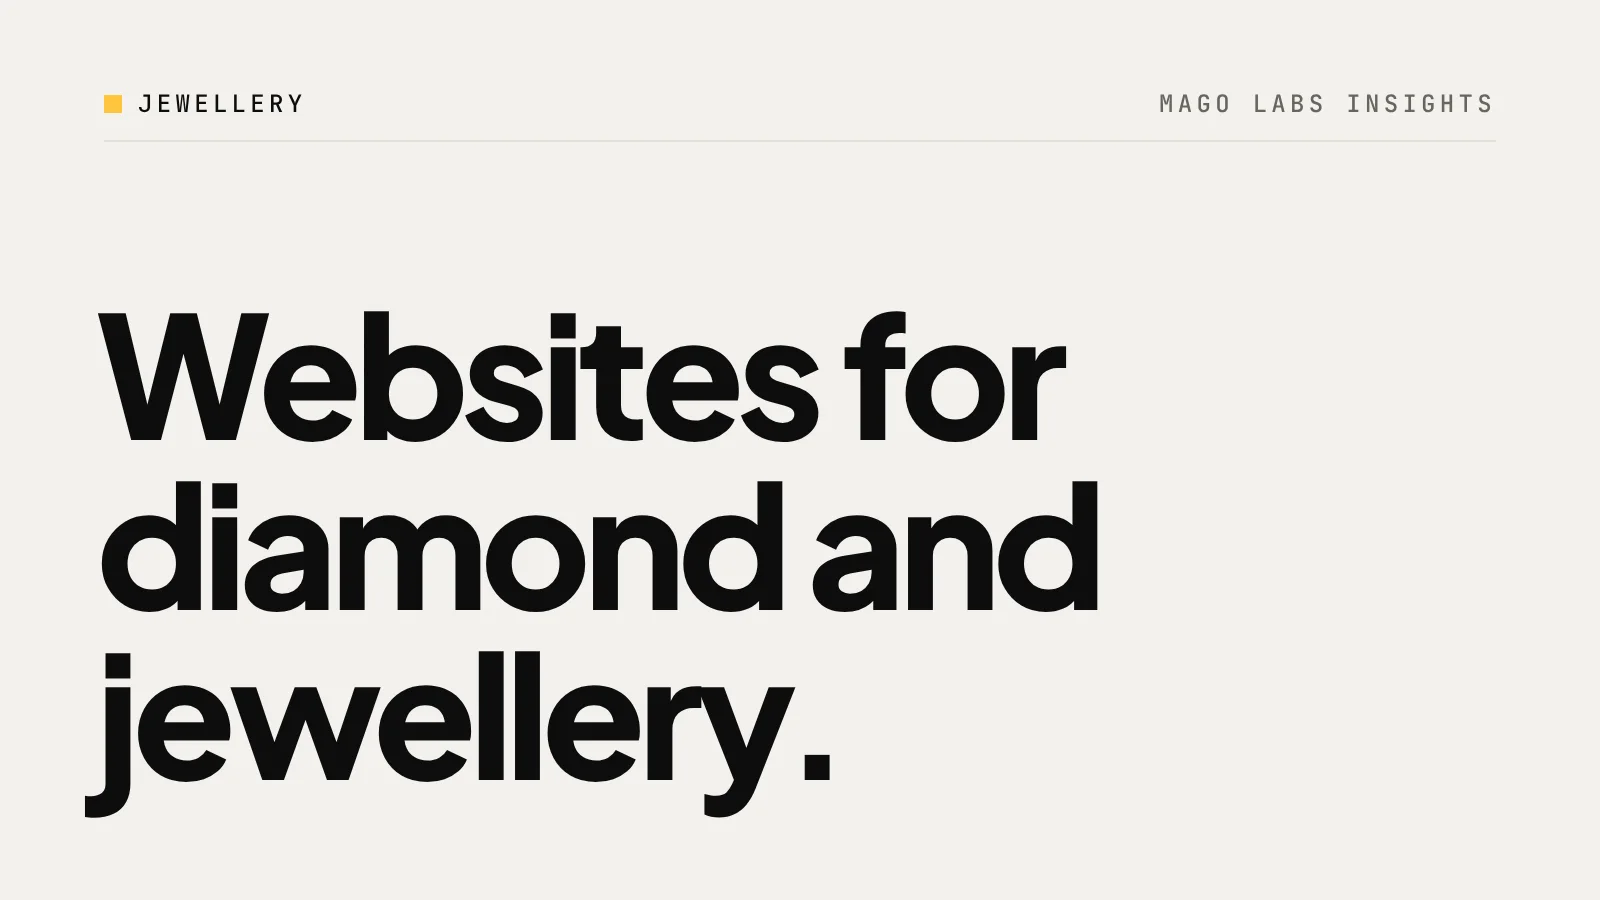 JEWELLERY
MAGO LABS INSIGHTS
Websites for
diamond and
jewellery.